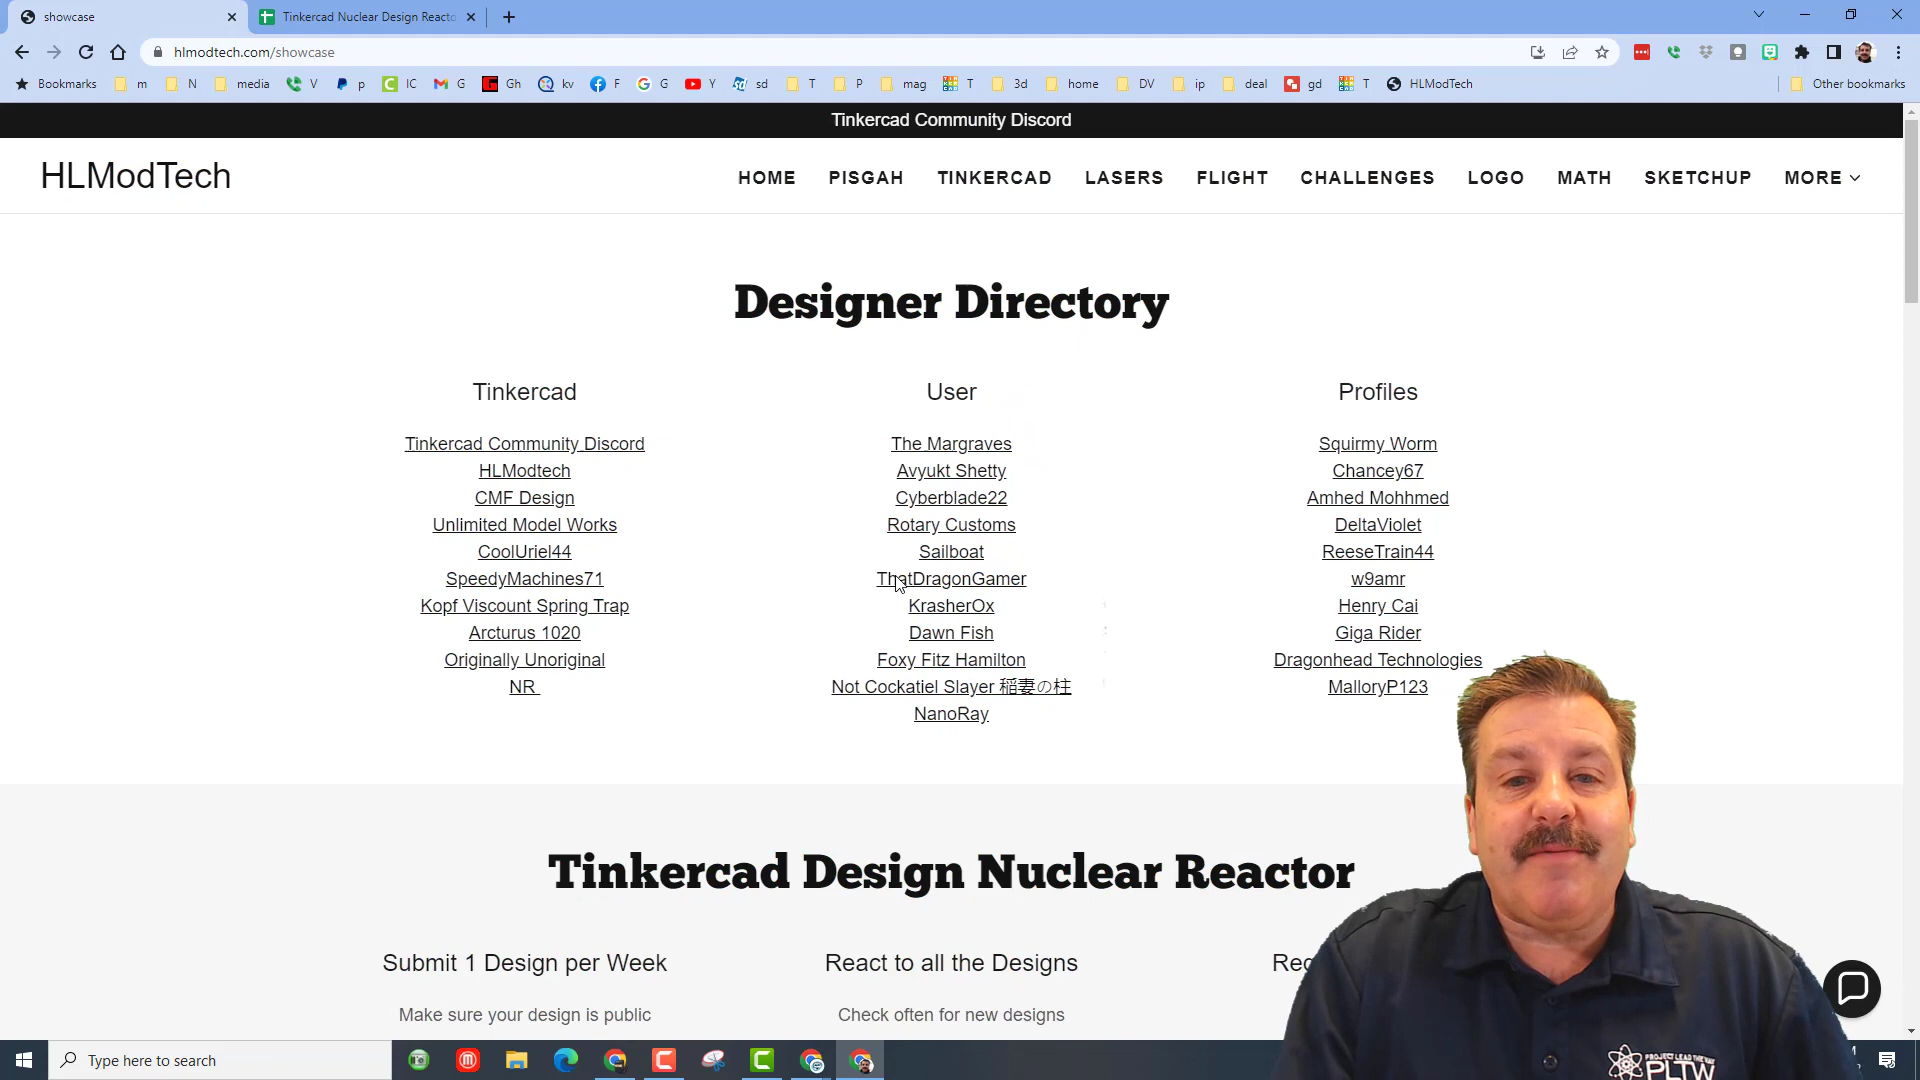 showcase
Tinkercad Nuclear Design Reacto
hlmodtech.com/showcase
Bookmarks m N media V p IC G Gh kv F G Y sd T P mag T 3d home DV ip deal gd T HLModTech Other bookmarks
Tinkercad Community Discord
HLModTech
HOME PISGAH TINKERCAD LASERS FLIGHT CHALLENGES LOGO MATH SKETCHUP MORE
Designer Directory
Tinkercad
Tinkercad Community Discord
HLModtech
CMF Design
Unlimited Model Works
CoolUriel44
SpeedyMachines71
Kopf Viscount Spring Trap
Arcturus 1020
Originally Unoriginal
NR
User
The Margraves
Avyukt Shetty
Cyberblade22
Rotary Customs
Sailboat
ThatDragonGamer
KrasherOx
Dawn Fish
Foxy Fitz Hamilton
Not Cockatiel Slayer 稲妻の柱
NanoRay
Profiles
Squirmy Worm
Chancey67
Amhed Mohhmed
DeltaViolet
ReeseTrain44
w9amr
Henry Cai
Giga Rider
Dragonhead Technologies
MalloryP123
Tinkercad Design Nuclear Reactor
Submit 1 Design per Week
Make sure your design is public
React to all the Designs
Check often for new designs
Type here to search
PROJECT LEAD THE WAY
PLTW